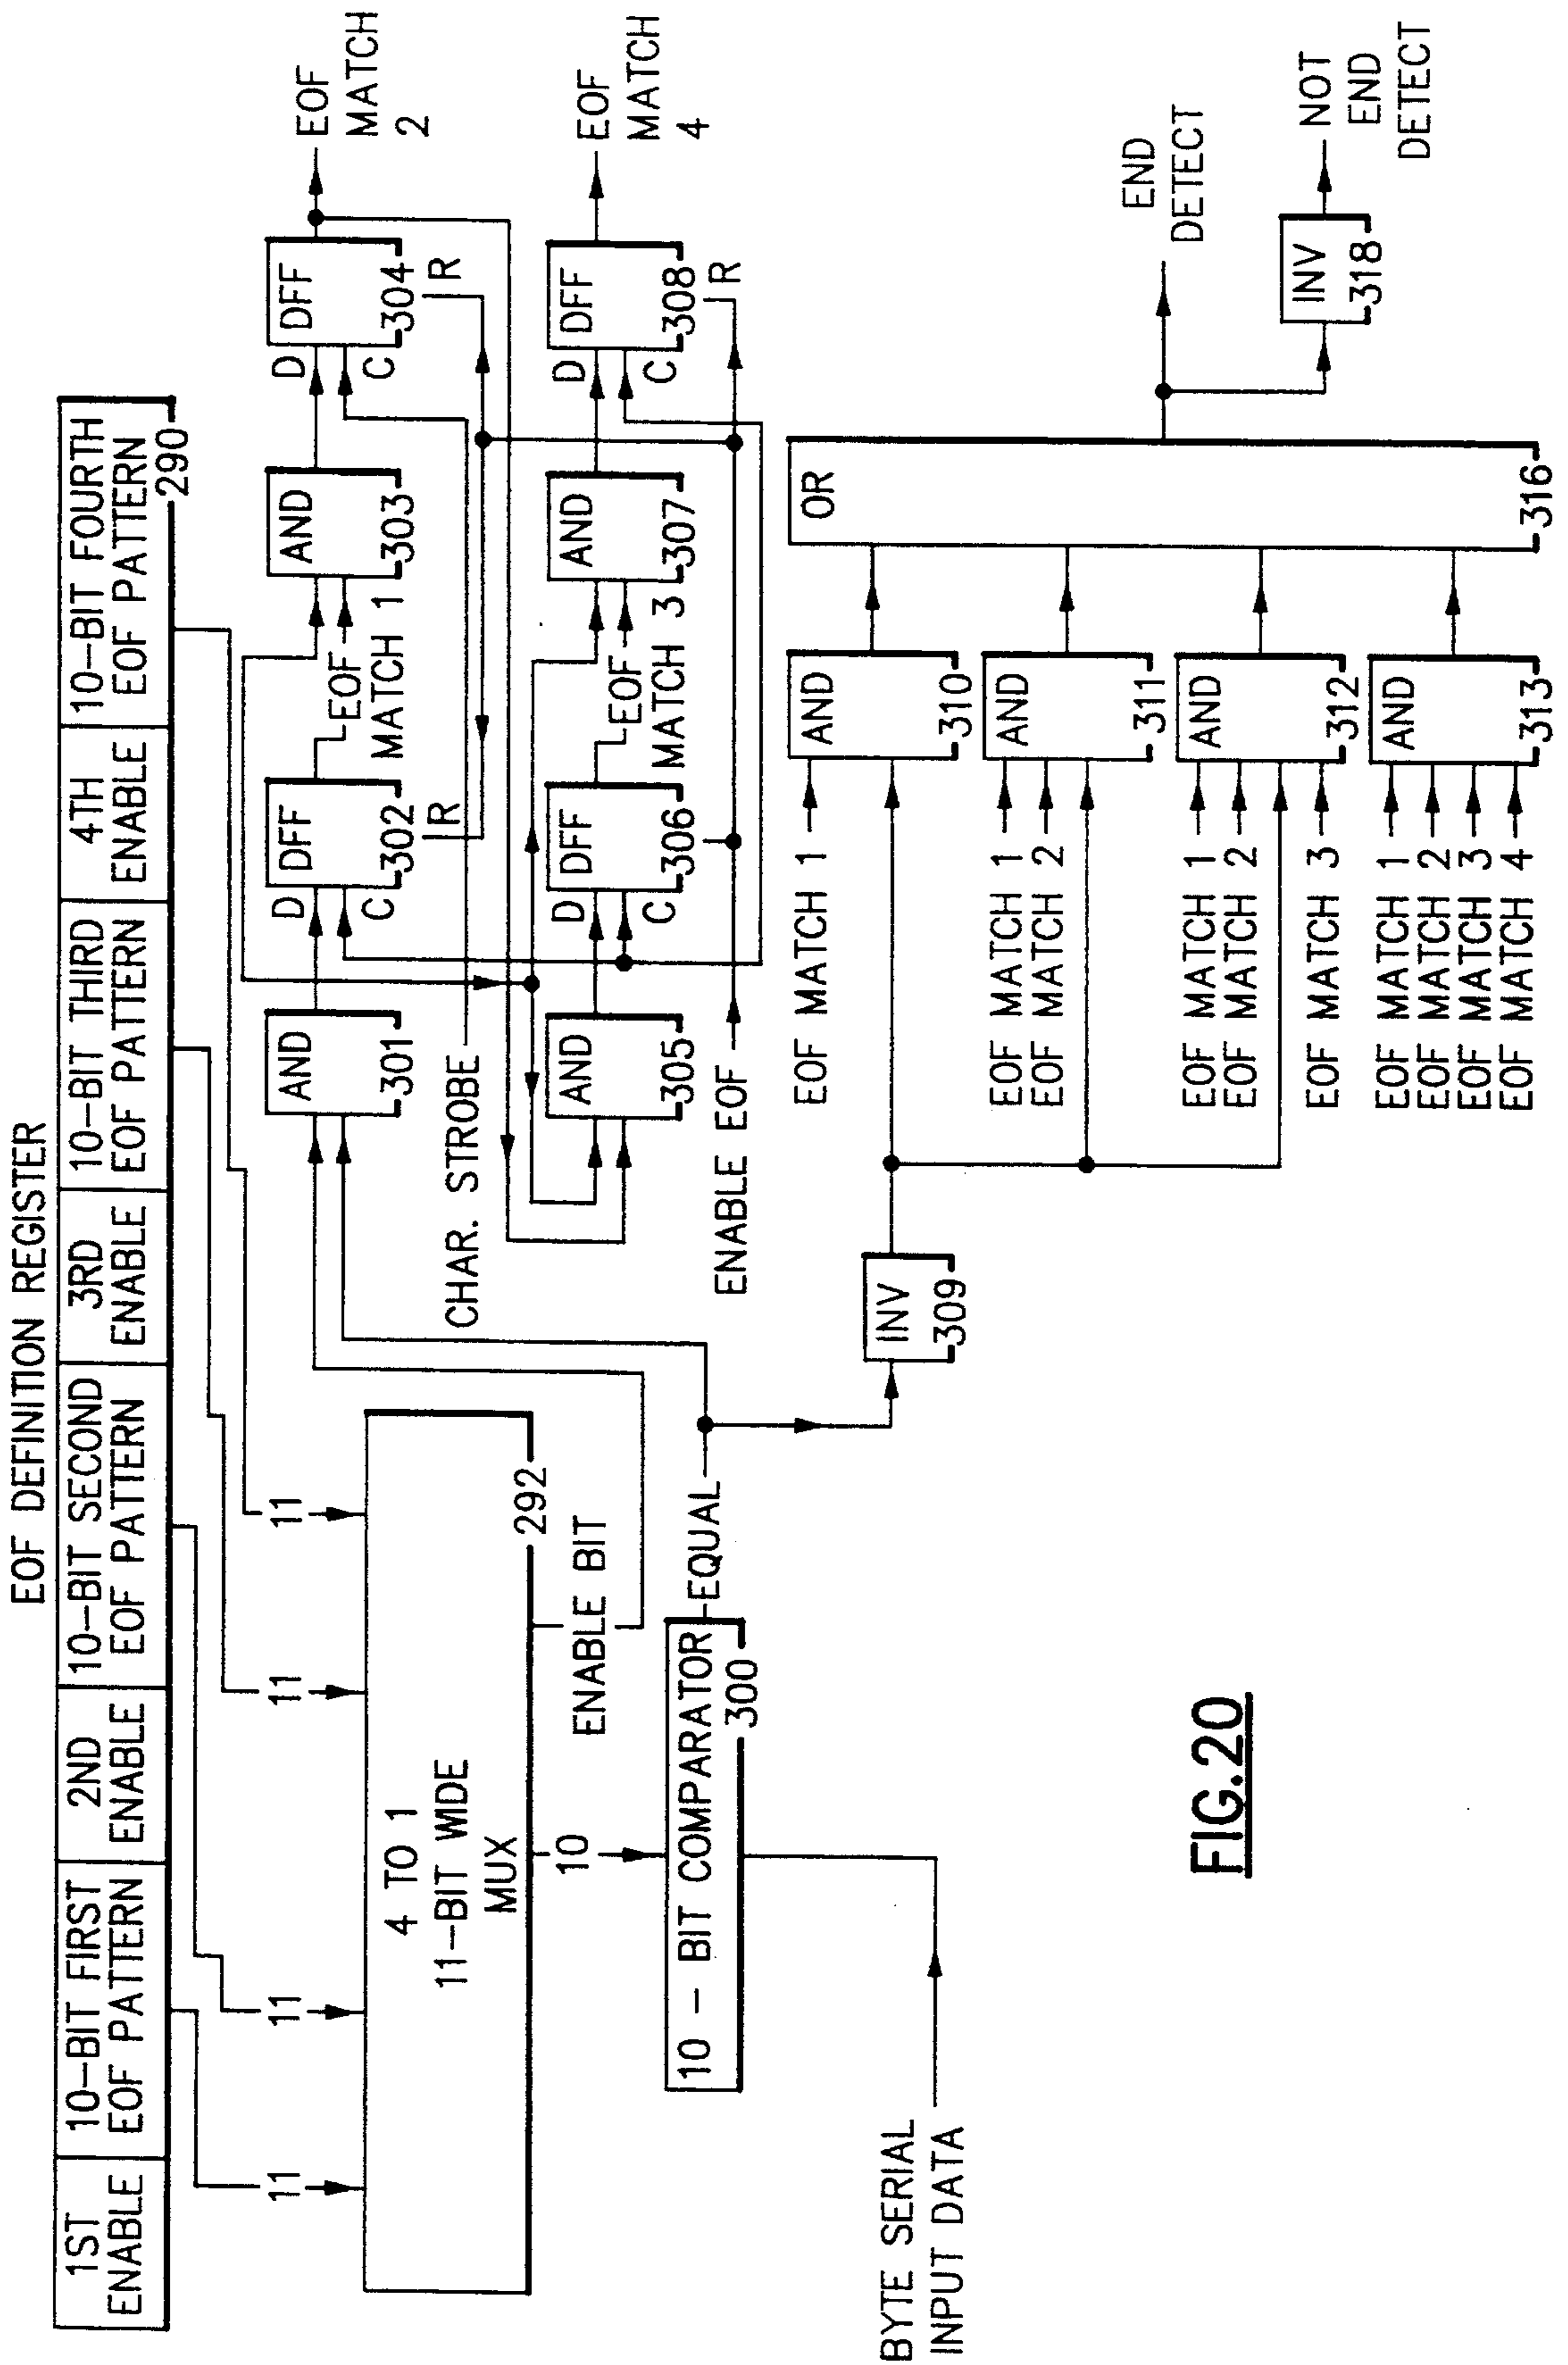 EOF DEFINITION REGISTER
1ST
ENABLE
10-BIT FIRST
EOF PATTERN
2ND
ENABLE
10-BIT SECOND
EOF PATTERN
3RD
ENABLE
10-BIT THIRD
EOF PATTERN
4TH
ENABLE
10-BIT FOURTH
EOF PATTERN
290
11
11
11
11
4 TO 1
11-BIT WIDE
MUX
292
10
ENABLE BIT
10 - BIT COMPARATOR
300
EQUAL
BYTE SERIAL
INPUT DATA
AND
301
D
C
DFF
302
R
EOF
MATCH 1
AND
303
D
C
DFF
304
R
EOF
MATCH
2
CHAR. STROBE
AND
305
D
C
DFF
306
EOF
MATCH 3
AND
307
D
C
DFF
308
R
EOF
MATCH
4
ENABLE EOF
INV
309
EOF MATCH 1
AND
310
EOF MATCH 1
EOF MATCH 2
AND
311
EOF MATCH 1
EOF MATCH 2
EOF MATCH 3
AND
312
EOF MATCH 1
EOF MATCH 2
EOF MATCH 3
EOF MATCH 4
AND
313
OR
316
END
DETECT
INV
318
NOT
END
DETECT
FIG.20